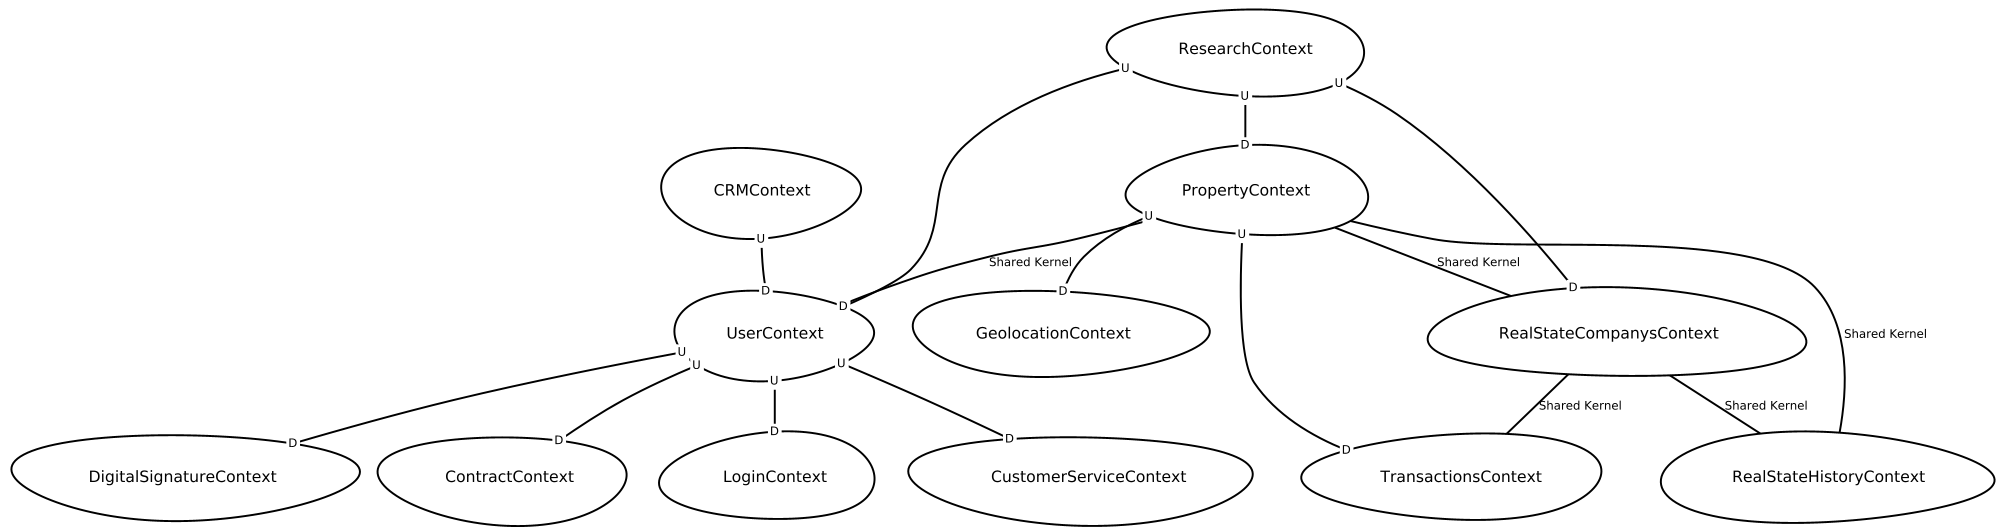 ResearchContext
U
U
U
D
CRMContext
PropertyContext
U
U
U
Shared Kernel
Shared Kernel
D
D
D
D
UserContext
GeolocationContext
RealStateCompanysContext
Shared Kernel
U
U
U
U
Shared Kernel
Shared Kernel
D
D
D
D
D
DigitalSignatureContext
ContractContext
LoginContext
CustomerServiceContext
TransactionsContext
RealStateHistoryContext